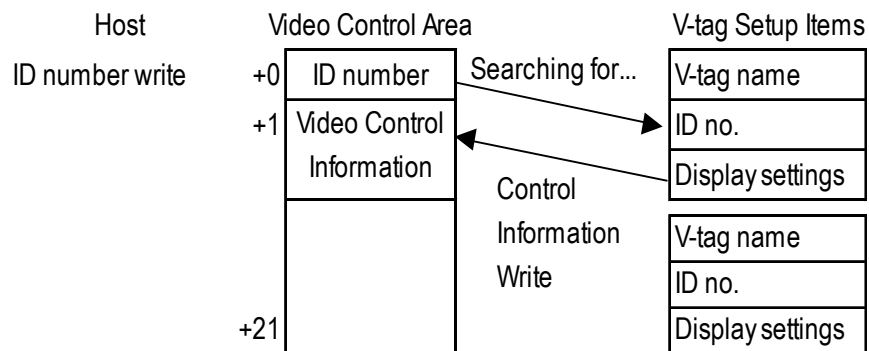 Host Video Control Area V-tag Setup Items
ID number write +0 ID number Searching for... V-tag name
+1 Video Control Information
ID no.
Display settings
Control Information Write
V-tag name
ID no.
+21
Display settings